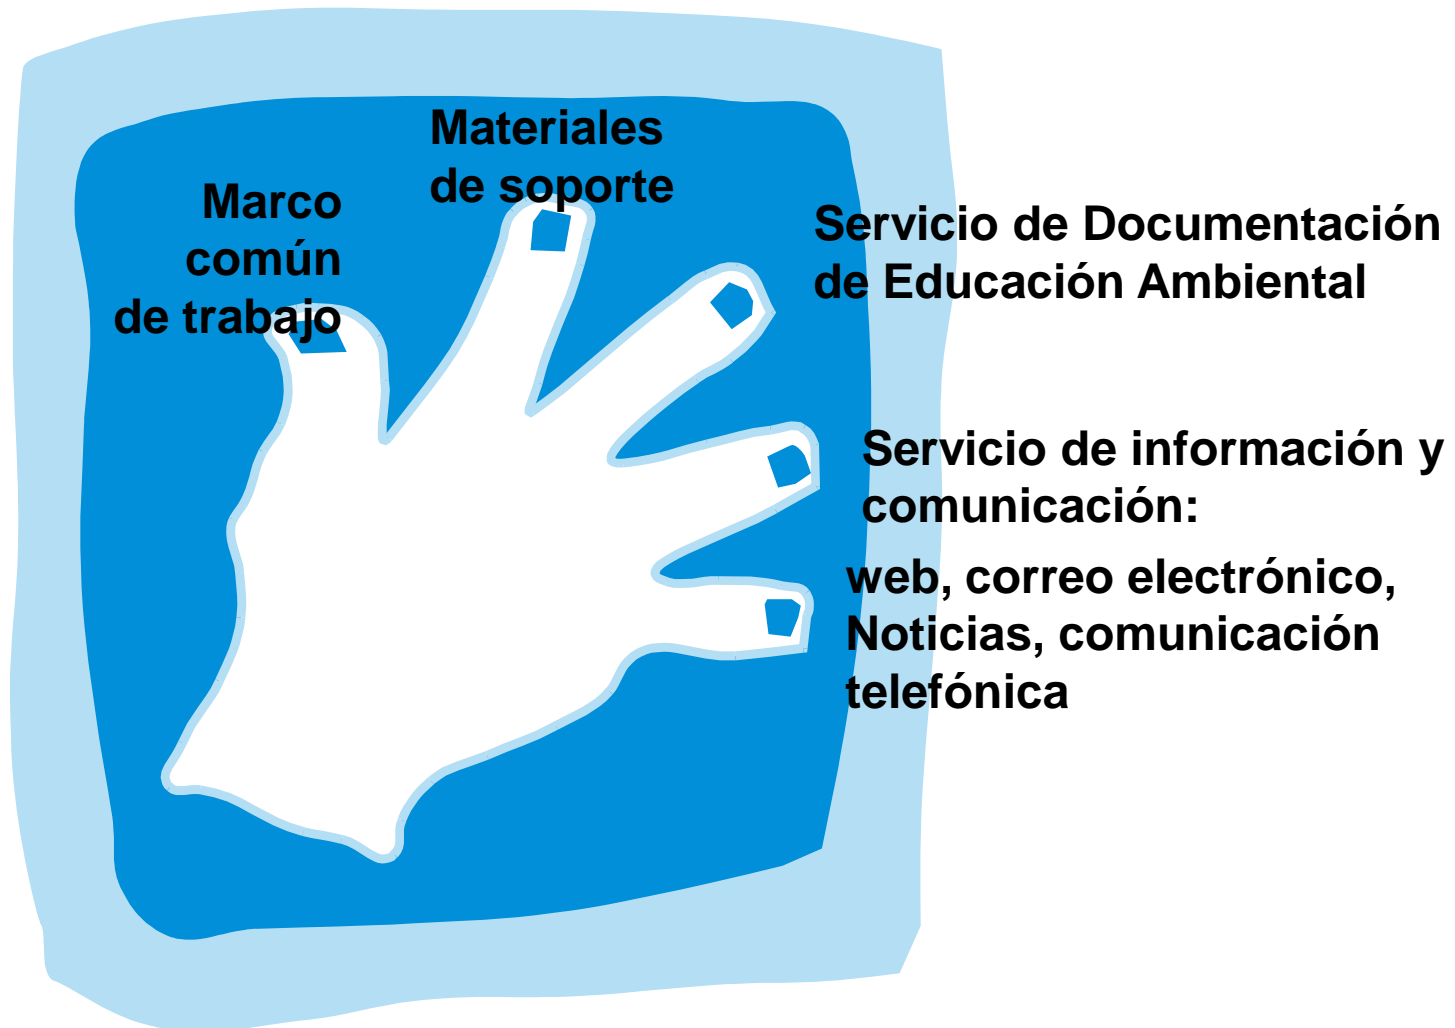 Marco
común
de trabajo
Materiales
de soporte
Servicio de Documentación
de Educación Ambiental
Servicio de información y
comunicación:
web, correo electrónico,
Noticias, comunicación
telefónica